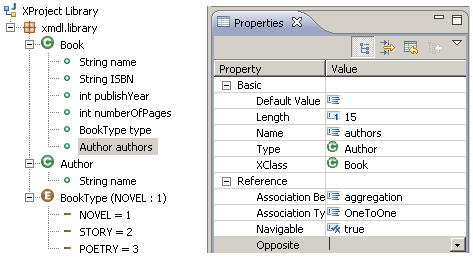 XProject Library
xmdl.library
Book
String name
String ISBN
int publishYear
int numberOfPages
BookType type
Author authors
Author
String name
BookType (NOVEL : 1)
NOVEL = 1
STORY = 2
POETRY = 3
Properties
Property Value
Basic
Default Value
Length 15
Name authors
Type Author
XClass Book
Reference
Association Be aggregation
Association Ty OneToOne
Navigable true
Opposite